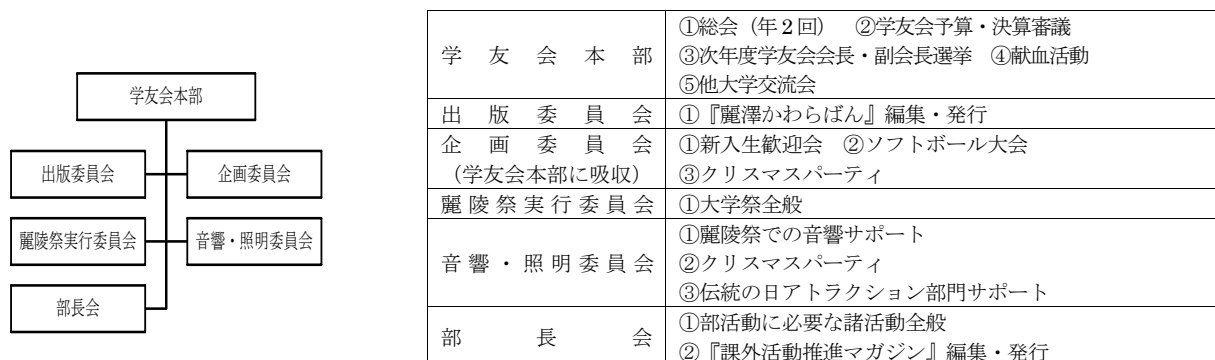 学友会本部
出版委員会
企画委員会
麗陵祭実行委員会
音響・照明委員会
部長会
学友会本部
①総会（年2回） ②学友会予算・決算審議
③次年度学友会会長・副会長選挙 ④献血活動
⑤他大学交流会
出版委員会
①『麗澤かわらばん』編集・発行
企画委員会
（学友会本部に吸収）
①新入生歓迎会 ②ソフトボール大会
③クリスマスパーティ
麗陵祭実行委員会
①大学祭全般
音響・照明委員会
①麗陵祭での音響サポート
②クリスマスパーティ
③伝統の日アトラクション部門サポート
部長会
①部活動に必要な諸活動全般
②『課外活動推進マガジン』編集・発行